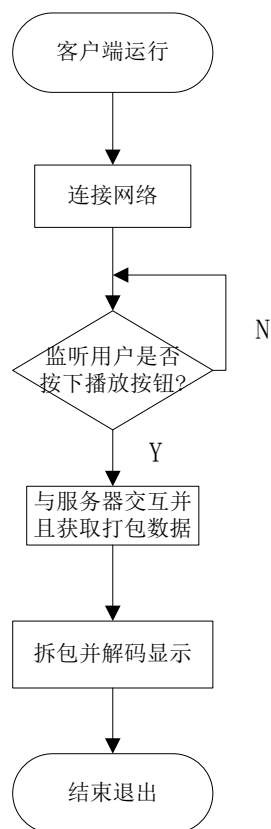 客户端运行
连接网络
监听用户是否
按下播放按钮?
N
Y
与服务器交互并
且获取打包数据
拆包并解码显示
结束退出